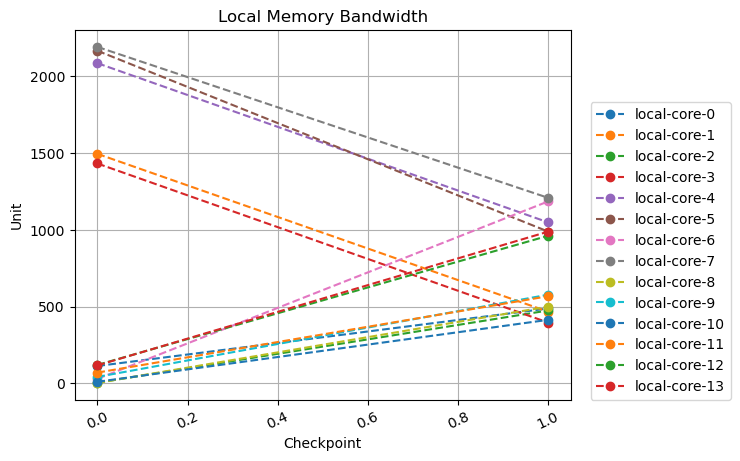 Local Memory Bandwidth
Unit
2000
1500
1000
500
0
0.0
0.2
0.4
0.6
0.8
1.0
Checkpoint
local-core-0
local-core-1
local-core-2
local-core-3
local-core-4
local-core-5
local-core-6
local-core-7
local-core-8
local-core-9
local-core-10
local-core-11
local-core-12
local-core-13